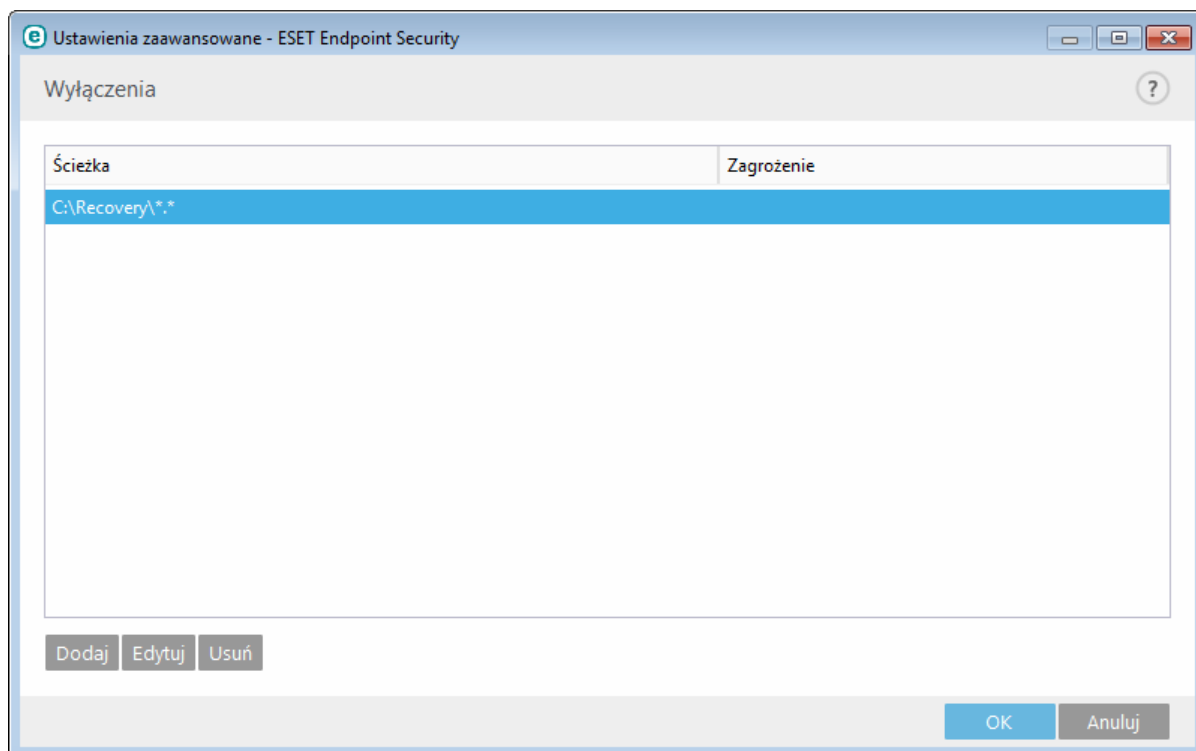 e Ustawienia zaawansowane - ESET Endpoint Security
Wyłączenia ?
Ścieżka Zagrożenie
C:\Recovery\*.*
Dodaj Edytuj Usuń
OK Anuluj